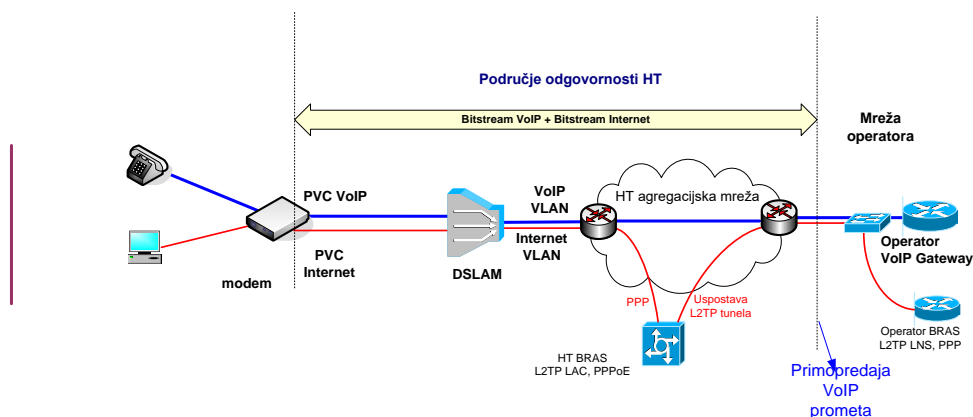 Područje odgovornosti HT
Bitstream VoIP + Bitstream Internet
Mreža
operatora
PVC VoIP
VoIP
VLAN
HT agregacijska mreža
PVC
Internet
modem
DSLAM
Internet
VLAN
Operator
VoIP Gateway
PPP
Uspostava
L2TP tunela
HT BRAS
L2TP LAC, PPPoE
Operator BRAS
L2TP LNS, PPP
Primopredaja
VoIP
prometa